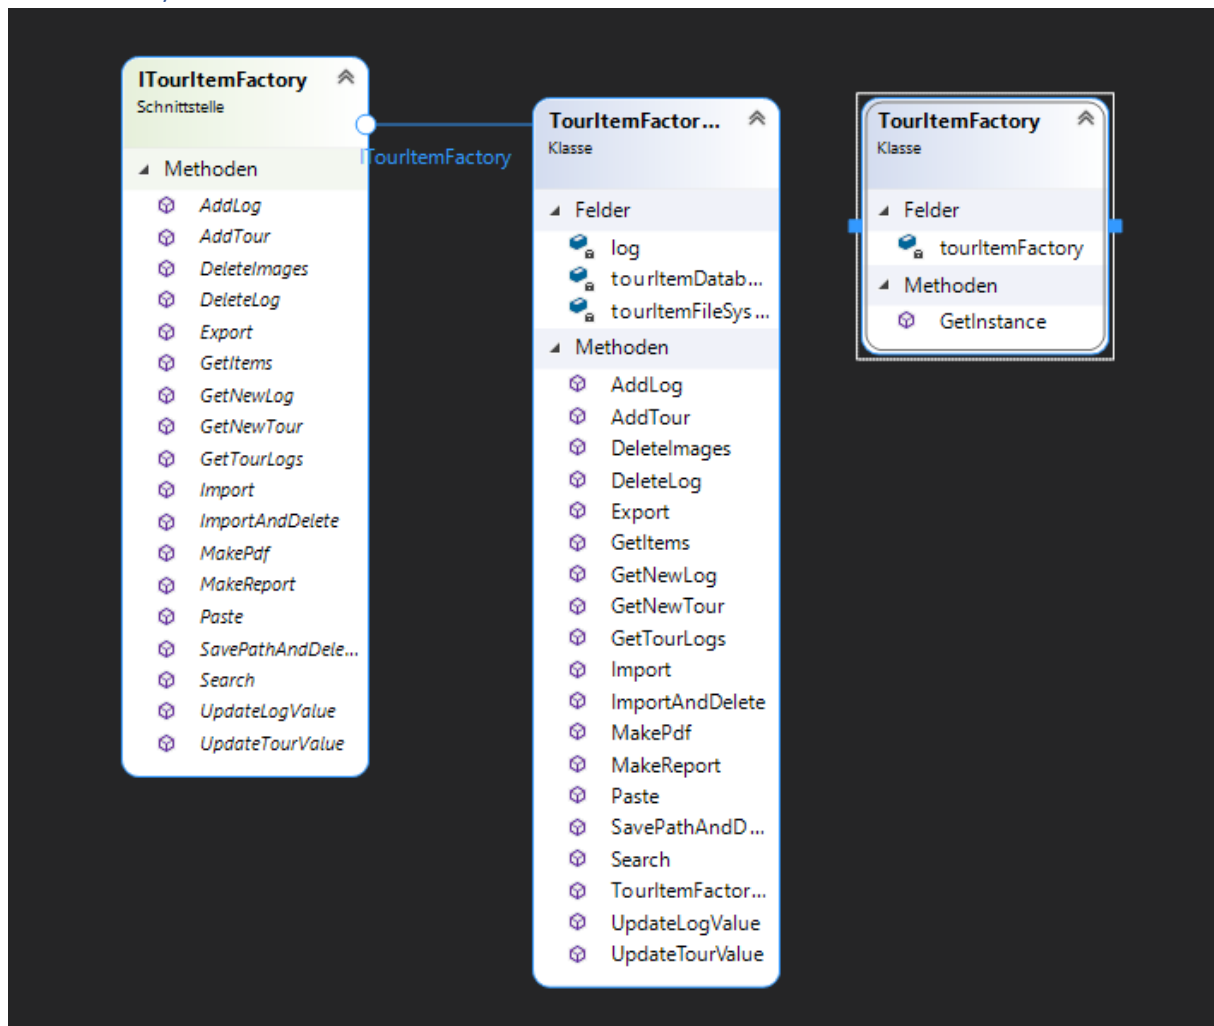 ITourItemFactory
Schnittstelle
Methoden
AddLog
AddTour
DeleteImages
DeleteLog
Export
GetItems
GetNewLog
GetNewTour
GetTourLogs
Import
ImportAndDelete
MakePdf
MakeReport
Paste
SavePathAndDele...
Search
UpdateLogValue
UpdateTourValue
ITourItemFactory
TourItemFactor...
Klasse
Felder
log
tourItemDatab...
tourItemFileSys...
Methoden
AddLog
AddTour
DeleteImages
DeleteLog
Export
GetItems
GetNewLog
GetNewTour
GetTourLogs
Import
ImportAndDelete
MakePdf
MakeReport
Paste
SavePathAndD...
Search
TourItemFactor...
UpdateLogValue
UpdateTourValue
TourItemFactory
Klasse
Felder
tourItemFactory
Methoden
GetInstance